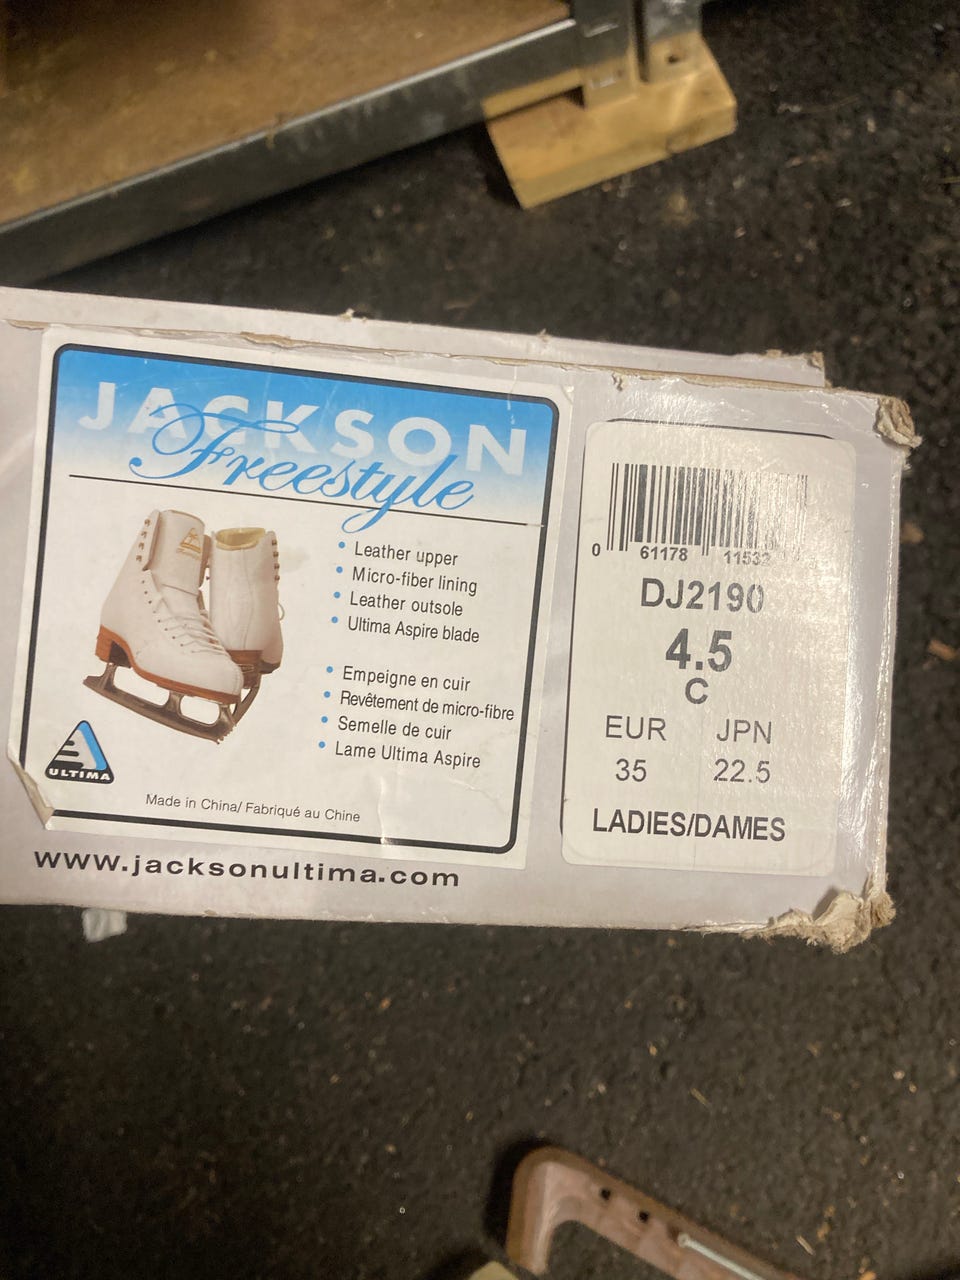 JACKSON
Freestyle
Leather upper
Micro-fiber lining
Leather outsole
Ultima Aspire blade
Empeigne en cuir
Revêtement de micro-fibre
Semelle de cuir
Lame Ultima Aspire
ULTIMA
Made in China/ Fabriqué au Chine
www.jacksonultima.com
0 61178 11532
DJ2190
4.5
C
EUR JPN
35 22.5
LADIES/DAMES